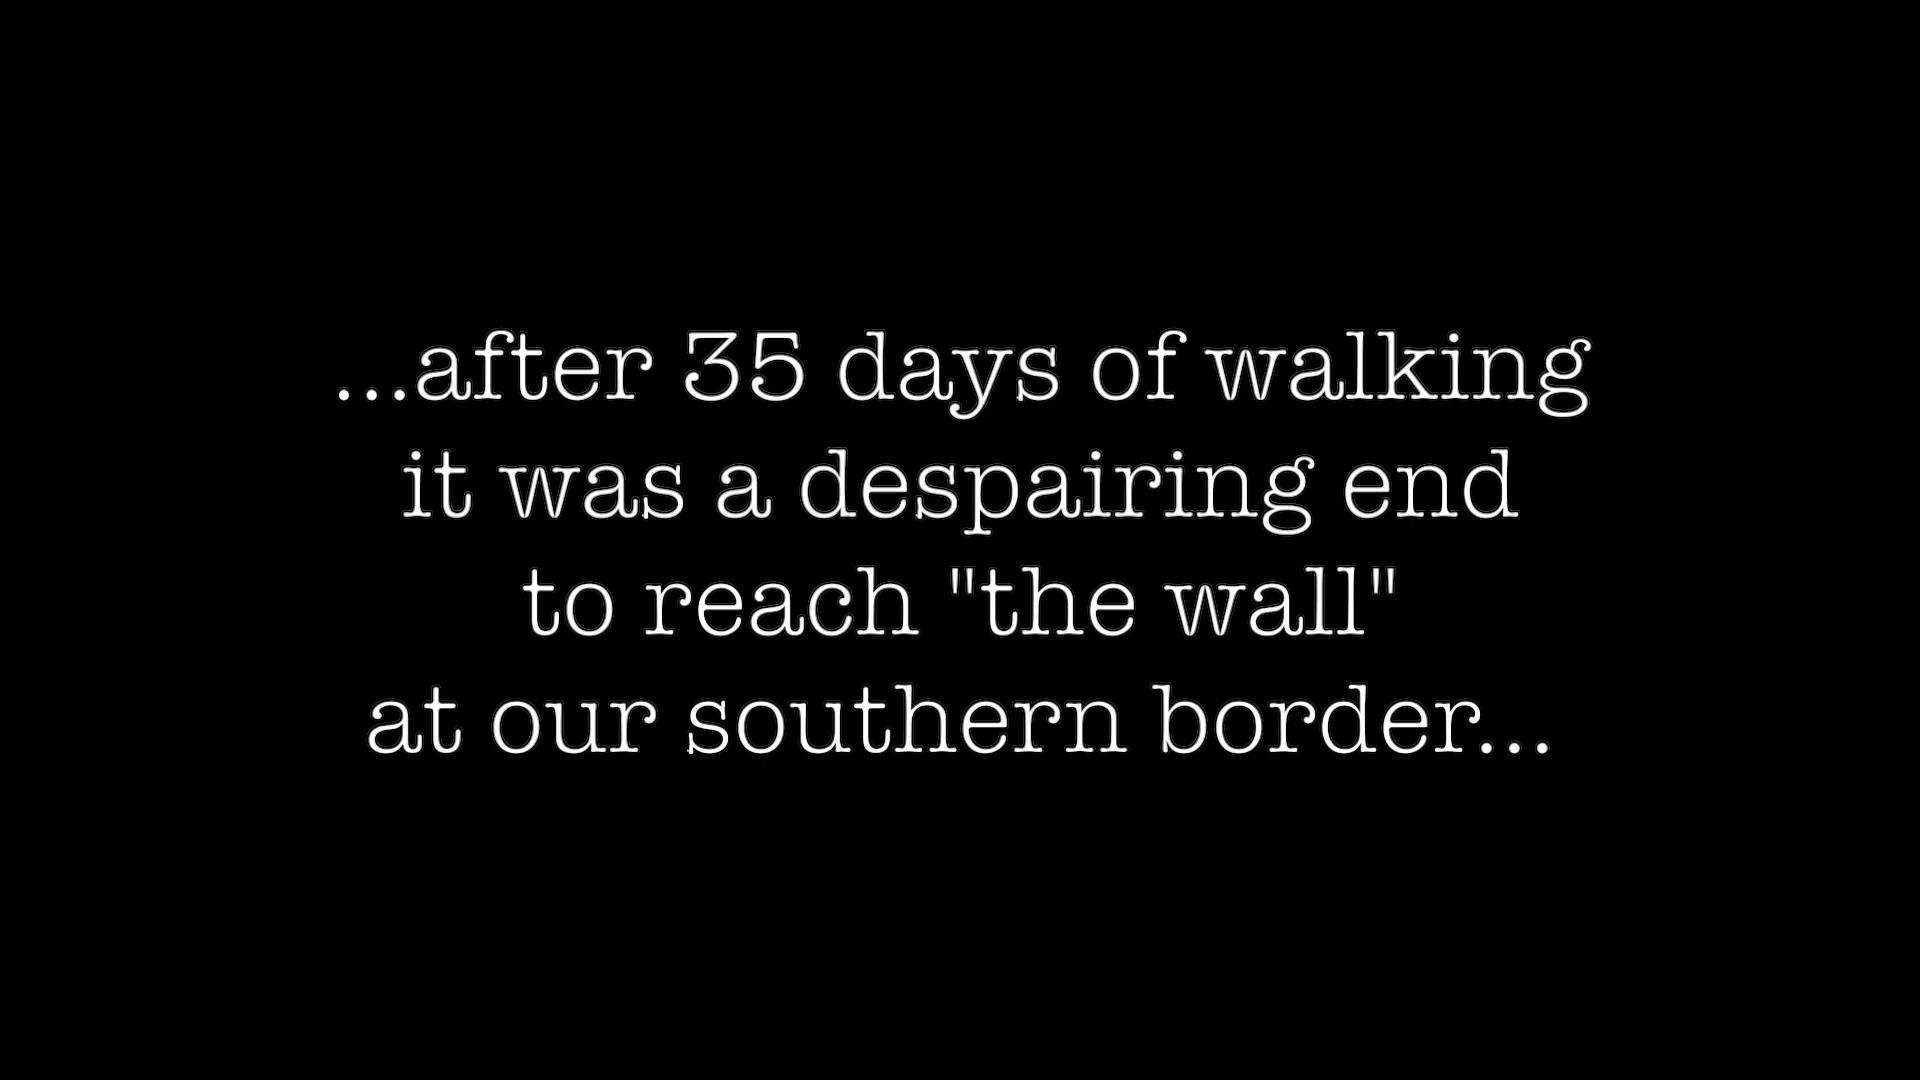 ...after 35 days of walking
it was a despairing end
to reach "the wall"
at our southern border...